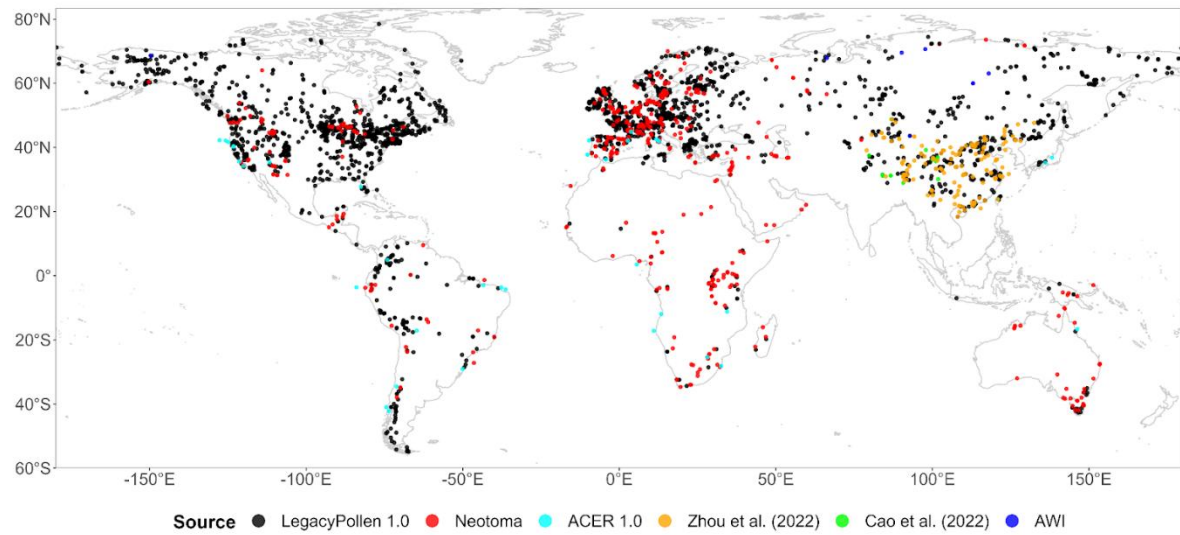 80°N
60°N
40°N
20°N
0°
20°S
40°S
60°S
-150°E -100°E -50°E 0°E 50°E 100°E 150°E
Source LegacyPollen 1.0 Neotoma ACER 1.0 Zhou et al. (2022) Cao et al. (2022) AWI